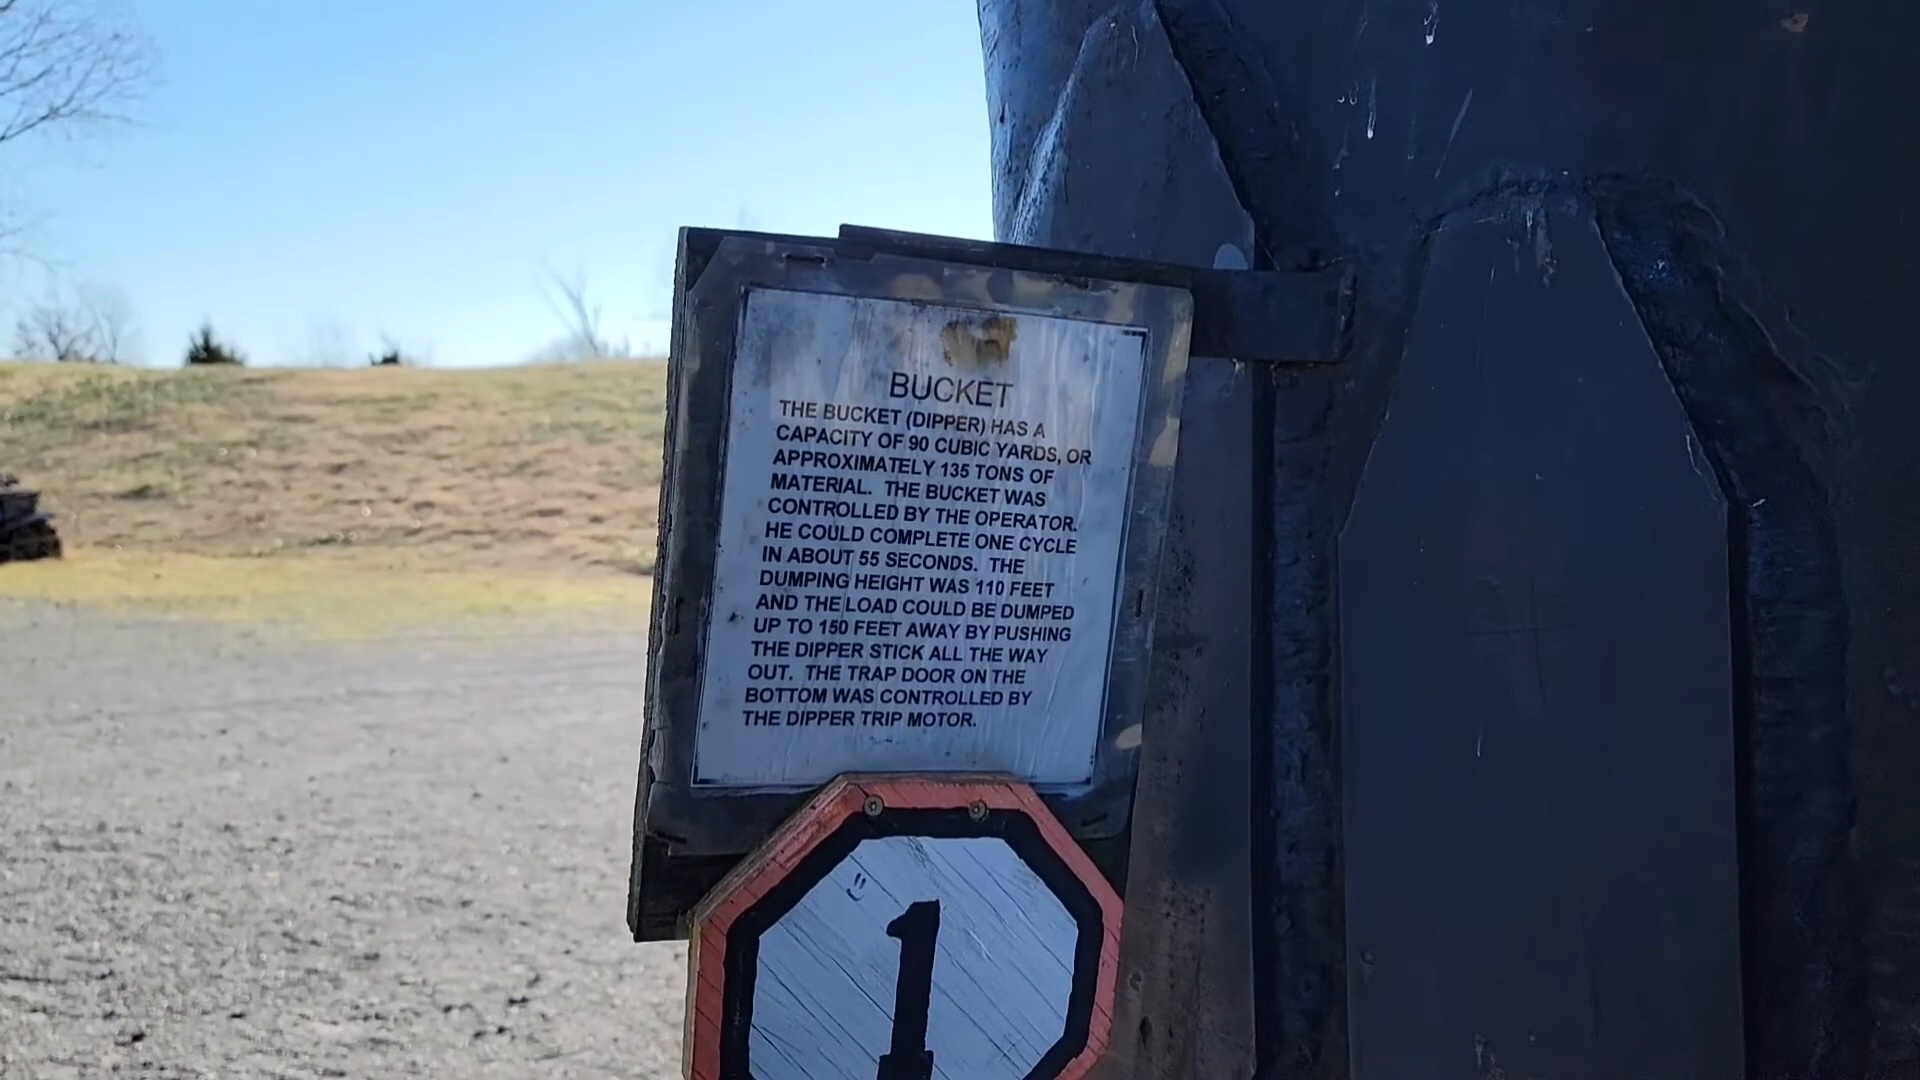 BUCKET
THE BUCKET (DIPPER) HAS A
CAPACITY OF 90 CUBIC YARDS, OR
APPROXIMATELY 135 TONS OF
MATERIAL. THE BUCKET WAS
CONTROLLED BY THE OPERATOR.
HE COULD COMPLETE ONE CYCLE
IN ABOUT 55 SECONDS. THE
DUMPING HEIGHT WAS 110 FEET
AND THE LOAD COULD BE DUMPED
UP TO 150 FEET AWAY BY PUSHING
THE DIPPER STICK ALL THE WAY
OUT. THE TRAP DOOR ON THE
BOTTOM WAS CONTROLLED BY
THE DIPPER TRIP MOTOR.
1